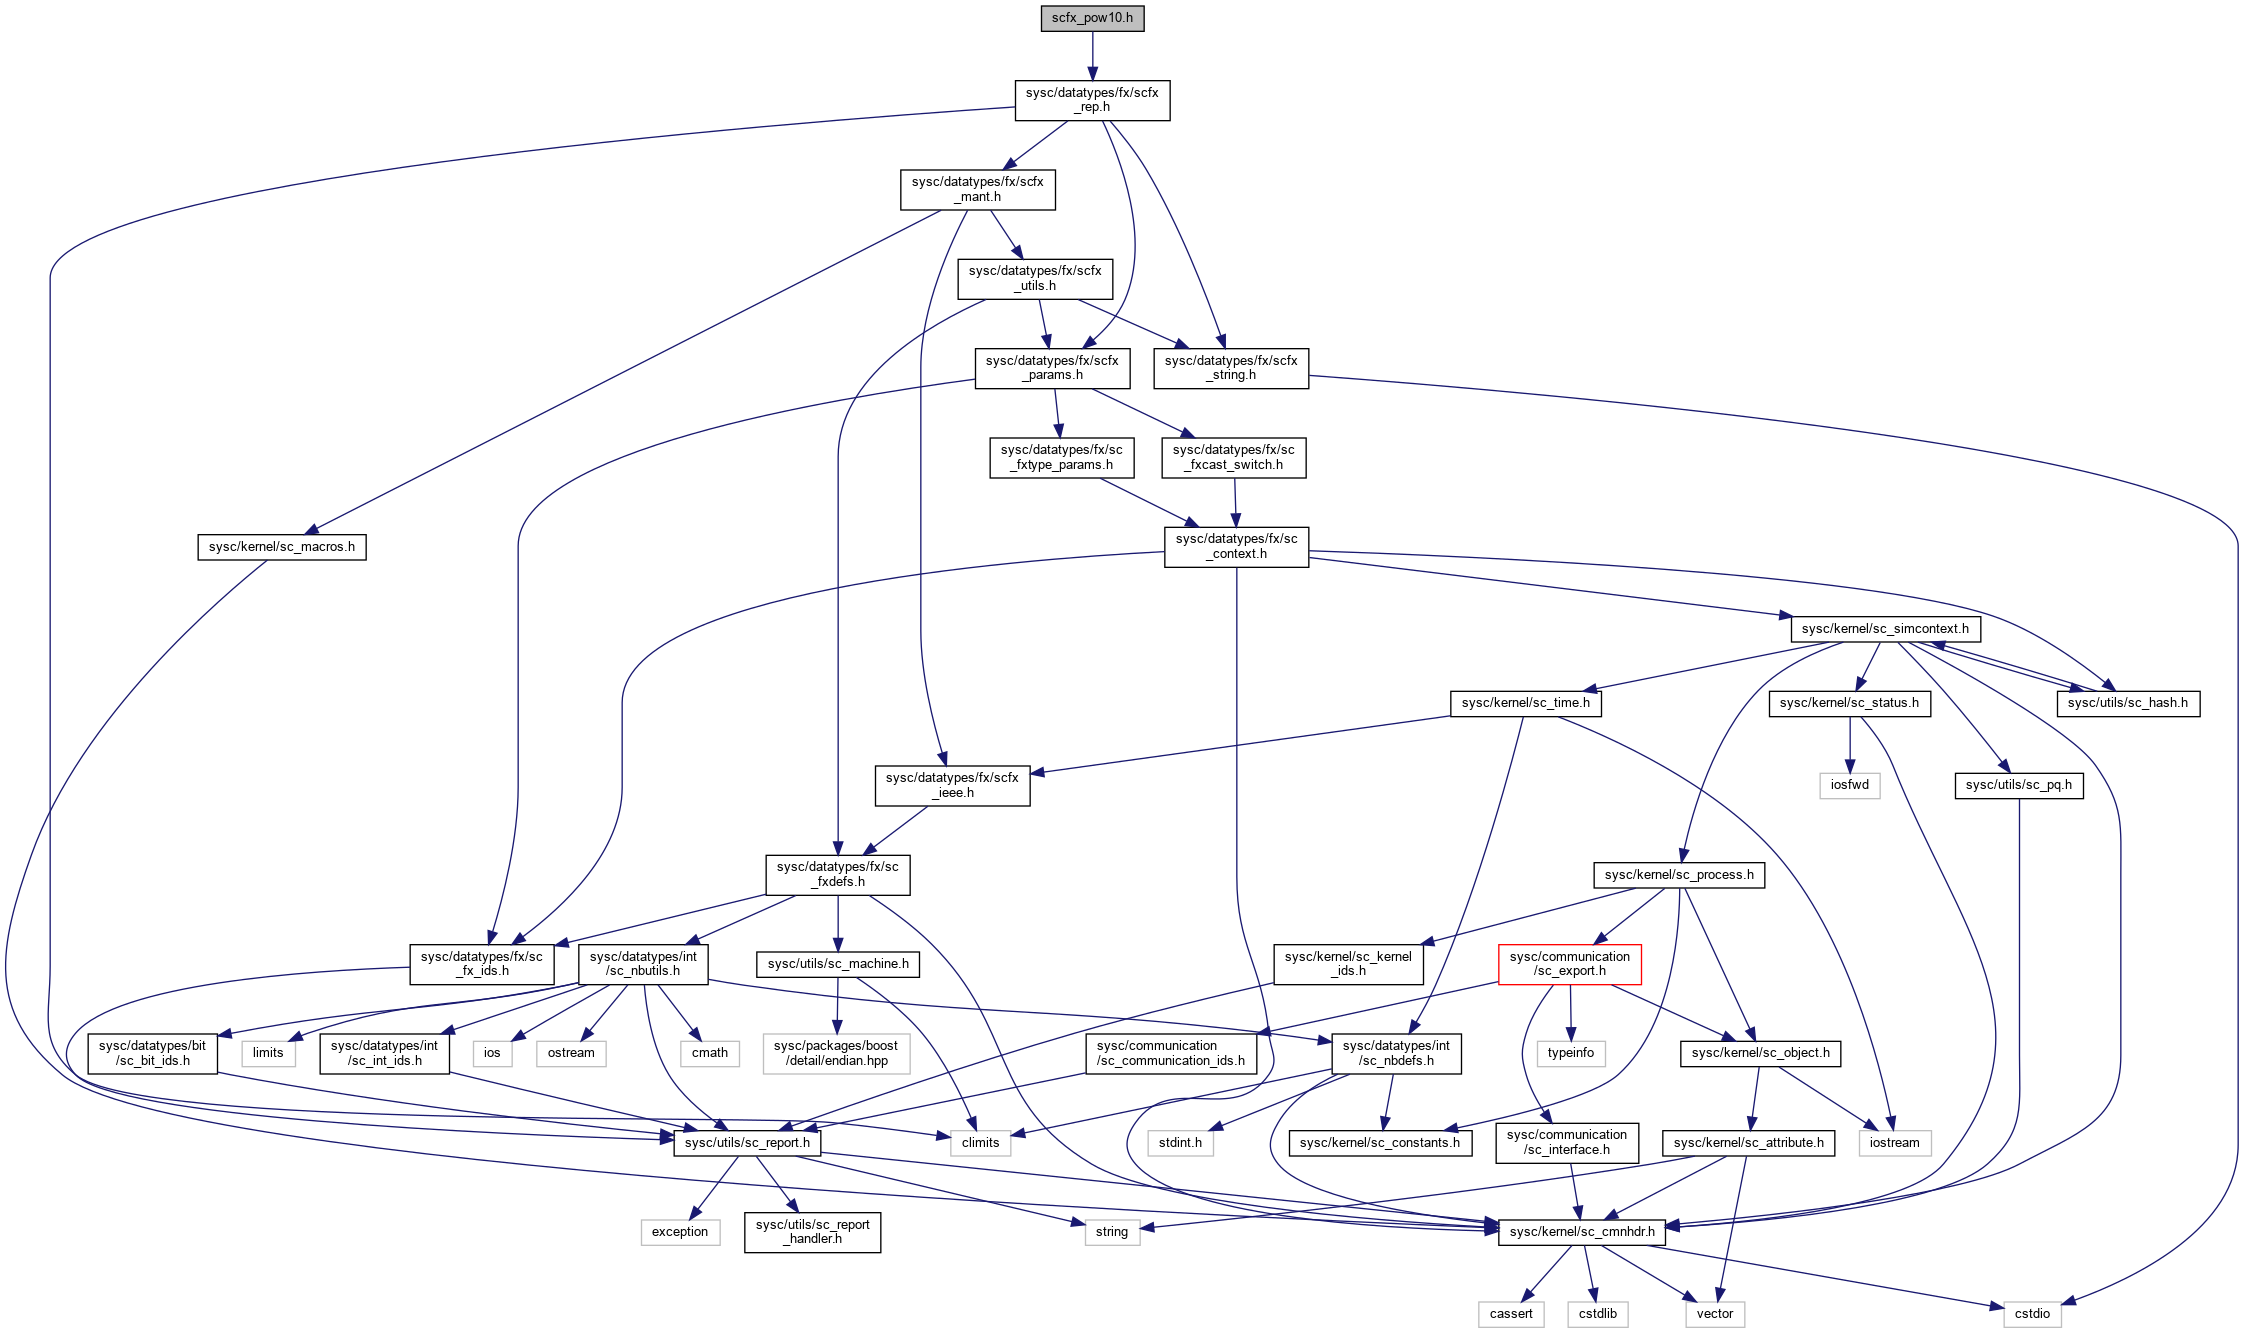 scfx_pow10.h
sysc/datatypes/fx/scfx
_rep.h
sysc/datatypes/fx/scfx
_mant.h
sysc/datatypes/fx/scfx
_utils.h
sysc/datatypes/fx/scfx
_params.h
sysc/datatypes/fx/scfx
_string.h
sysc/datatypes/fx/sc
_fxtype_params.h
sysc/datatypes/fx/sc
_fxcast_switch.h
sysc/kernel/sc_macros.h
sysc/datatypes/fx/sc
_context.h
sysc/kernel/sc_simcontext.h
sysc/kernel/sc_time.h
sysc/kernel/sc_status.h
sysc/utils/sc_hash.h
sysc/datatypes/fx/scfx
_ieee.h
iosfwd
sysc/utils/sc_pq.h
sysc/datatypes/fx/sc
_fxdefs.h
sysc/kernel/sc_process.h
sysc/datatypes/fx/sc
_fx_ids.h
sysc/datatypes/int
/sc_nbutils.h
sysc/utils/sc_machine.h
sysc/kernel/sc_kernel
_ids.h
sysc/communication
/sc_export.h
sysc/datatypes/bit
/sc_bit_ids.h
limits
sysc/datatypes/int
/sc_int_ids.h
ios
ostream
cmath
sysc/packages/boost
/detail/endian.hpp
sysc/communication
/sc_communication_ids.h
sysc/datatypes/int
/sc_nbdefs.h
typeinfo
sysc/kernel/sc_object.h
sysc/utils/sc_report.h
climits
stdint.h
sysc/kernel/sc_constants.h
sysc/communication
/sc_interface.h
sysc/kernel/sc_attribute.h
iostream
exception
sysc/utils/sc_report
_handler.h
string
sysc/kernel/sc_cmnhdr.h
cassert
cstdlib
vector
cstdio